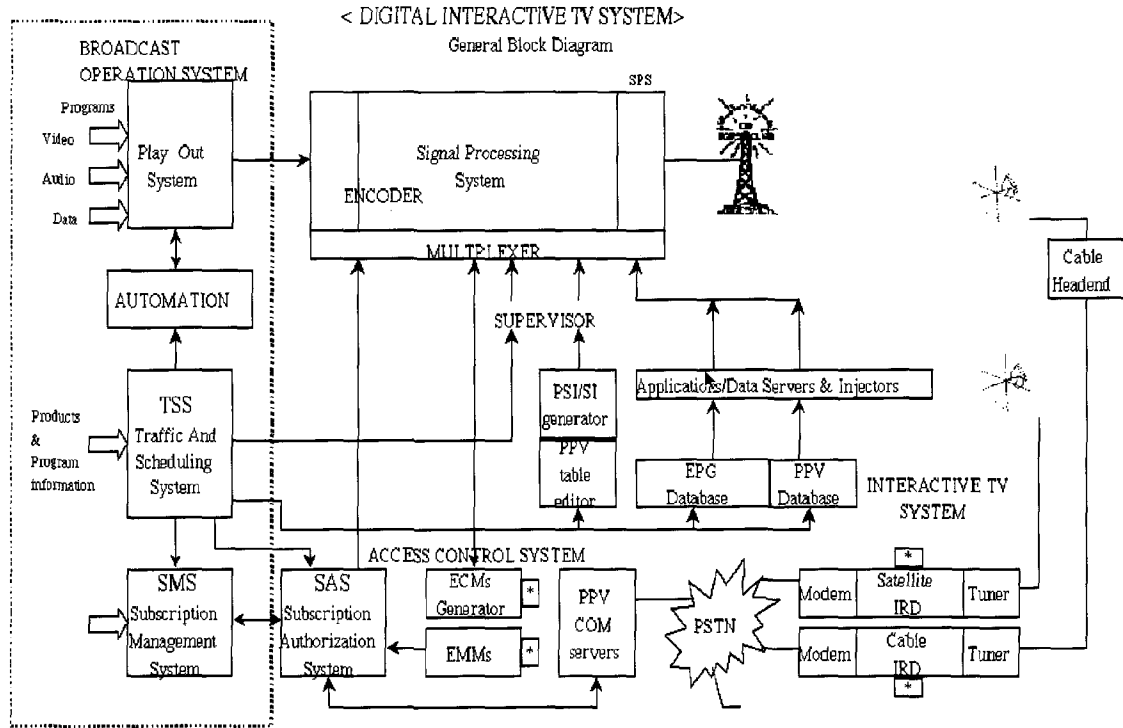 < DIGITAL INTERACTIVE TV SYSTEM>
General Block Diagram
BROADCAST
OPERATION SYSTEM
Programs
Video
Audio
Data
Play Out
System
SPS
Signal Processing
System
ENCODER
MULTIPLEXER
Cable
Headend
AUTOMATION
SUPERVISOR
Products
&
Program
information
TSS
Traffic And
Scheduling
System
PSI/SI
generator
PPV
table
editor
Applications/Data Servers & Injectors
EPG
Database
PPV
Database
INTERACTIVE TV
SYSTEM
ACCESS CONTROL SYSTEM
SMS
Subscription
Management
System
SAS
Subscription
Authorization
System
ECMs
Generator
*
EMMs
*
PPV
COM
servers
PSTN
*
Modem
Satellite
IRD
Tuner
Modem
Cable
IRD
Tuner
*